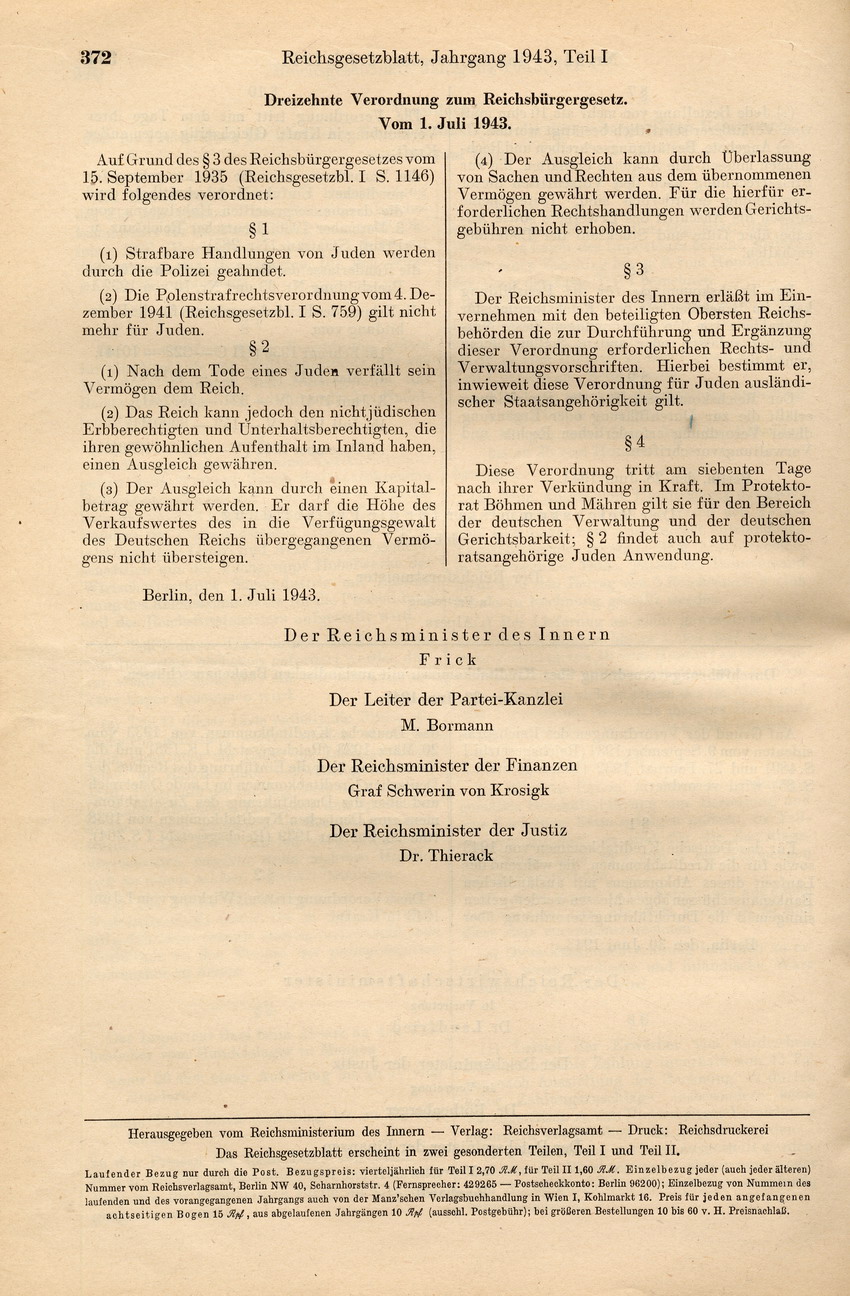 372
Reichsgesetzblatt, Jahrgang 1943, Teil I
Dreizehnte Verordnung zum Reichsbürgergesetz.
Vom 1. Juli 1943.
Auf Grund des § 3 des Reichsbürgergesetzes vom
15. September 1935 (Reichsgesetzbl. I S. 1146)
wird folgendes verordnet:
§ 1
(1) Strafbare Handlungen von Juden werden
durch die Polizei geahndet.
(2) Die Polenstrafrechtsverordnung vom 4. De-
zember 1941 (Reichsgesetzbl. I S. 759) gilt nicht
mehr für Juden.
§ 2
(1) Nach dem Tode eines Juden verfällt sein
Vermögen dem Reich.
(2) Das Reich kann jedoch den nichtjüdischen
Erbberechtigten und Unterhaltsberechtigten, die
ihren gewöhnlichen Aufenthalt im Inland haben,
einen Ausgleich gewähren.
(3) Der Ausgleich kann durch einen Kapital-
betrag gewährt werden. Er darf die Höhe des
Verkaufswertes des in die Verfügungsgewalt
des Deutschen Reichs übergegangenen Vermö-
gens nicht übersteigen.
(4) Der Ausgleich kann durch Überlassung
von Sachen und Rechten aus dem übernommenen
Vermögen gewährt werden. Für die hierfür er-
forderlichen Rechtshandlungen werden Gerichts-
gebühren nicht erhoben.
§ 3
Der Reichsminister des Innern erläßt im Ein-
vernehmen mit den beteiligten Obersten Reichs-
behörden die zur Durchführung und Ergänzung
dieser Verordnung erforderlichen Rechts- und
Verwaltungsvorschriften. Hierbei bestimmt er,
inwieweit diese Verordnung für Juden ausländi-
scher Staatsangehörigkeit gilt.
§ 4
Diese Verordnung tritt am siebenten Tage
nach ihrer Verkündung in Kraft. Im Protekto-
rat Böhmen und Mähren gilt sie für den Bereich
der deutschen Verwaltung und der deutschen
Gerichtsbarkeit; § 2 findet auch auf protekto-
ratsangehörige Juden Anwendung.
Berlin, den 1. Juli 1943.
Der Reichsminister des Innern
Frick
Der Leiter der Partei-Kanzlei
M. Bormann
Der Reichsminister der Finanzen
Graf Schwerin von Krosigk
Der Reichsminister der Justiz
Dr. Thierack
Herausgegeben vom Reichsministerium des Innern — Verlag: Reichsverlagsamt — Druck: Reichsdruckerei
Das Reichsgesetzblatt erscheint in zwei gesonderten Teilen, Teil I und Teil II.
Laufender Bezug nur durch die Post. Bezugspreis: vierteljährlich für Teil I 2,70 ℛℳ, für Teil II 1,60 ℛℳ. Einzelbezug jeder (auch jeder älteren)
Nummer vom Reichsverlagsamt, Berlin NW 40, Scharnhorststr. 4 (Fernsprecher: 429265 — Postscheckkonto: Berlin 96200); Einzelbezug von Nummern des
laufenden und des vorangegangenen Jahrgangs auch von der Manz'schen Verlagsbuchhandlung in Wien I, Kohlmarkt 16. Preis für jeden angefangenen
achtseitigen Bogen 15 ℛpf, aus abgelaufenen Jahrgängen 10 ℛpf (ausschl. Postgebühr); bei größeren Bestellungen 10 bis 60 v. H. Preisnachlaß.